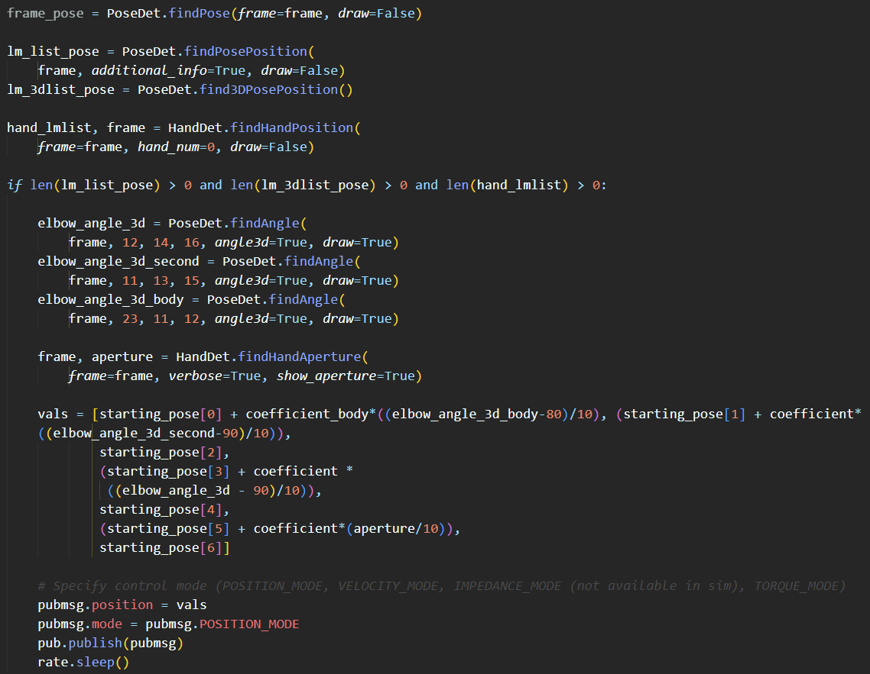 frame_pose = PoseDet.findPose(frame=frame, draw=False)
lm_list_pose = PoseDet.findPosePosition(
frame, additional_info=True, draw=False)
lm_3dlist_pose = PoseDet.find3DPosePosition()
hand_lmlist, frame = HandDet.findHandPosition(
frame=frame, hand_num=0, draw=False)
if len(lm_list_pose) > 0 and len(lm_3dlist_pose) > 0 and len(hand_lmlist) > 0:
elbow_angle_3d = PoseDet.findAngle(
frame, 12, 14, 16, angle3d=True, draw=True)
elbow_angle_3d_second = PoseDet.findAngle(
frame, 11, 13, 15, angle3d=True, draw=True)
elbow_angle_3d_body = PoseDet.findAngle(
frame, 23, 11, 12, angle3d=True, draw=True)
frame, aperture = HandDet.findHandAperture(
frame=frame, verbose=True, show_aperture=True)
vals = [starting_pose[0] + coefficient_body*((elbow_angle_3d_body-80)/10), (starting_pose[1] + coefficient*
((elbow_angle_3d_second-90)/10)),
starting_pose[2],
(starting_pose[3] + coefficient *
((elbow_angle_3d - 90)/10)),
starting_pose[4],
(starting_pose[5] + coefficient*(aperture/10)),
starting_pose[6]]
# Specify control mode (POSITION_MODE, VELOCITY_MODE, IMPEDANCE_MODE (not available in sim), TORQUE_MODE)
pubmsg.position = vals
pubmsg.mode = pubmsg.POSITION_MODE
pub.publish(pubmsg)
rate.sleep()